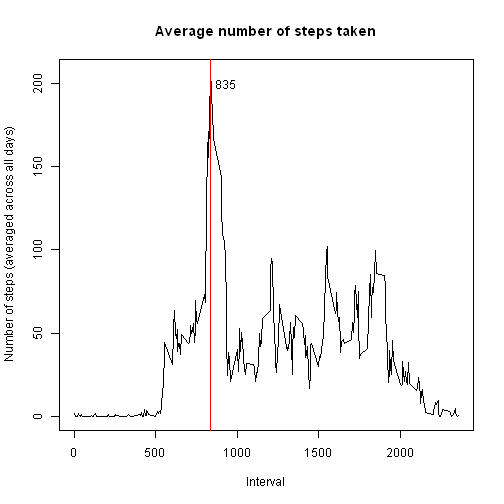 Average number of steps taken
835
Number of steps (averaged across all days)
200
150
100
50
0
0 500 1000 1500 2000
Interval